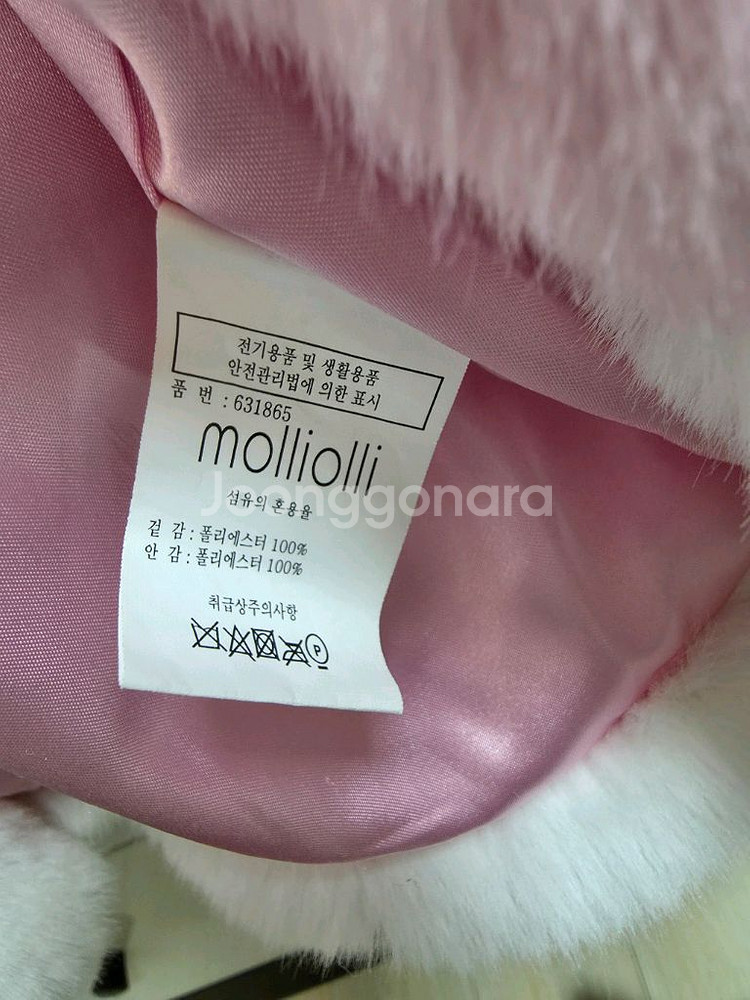 전기용품 및 생활용품
안전관리법에 의한 표시
품 번 : 631865
molliolli
Joonggonara
섬유의 혼용율
겉 감 : 폴리에스터 100%
안 감 : 폴리에스터 100%
취급상주의사항
P